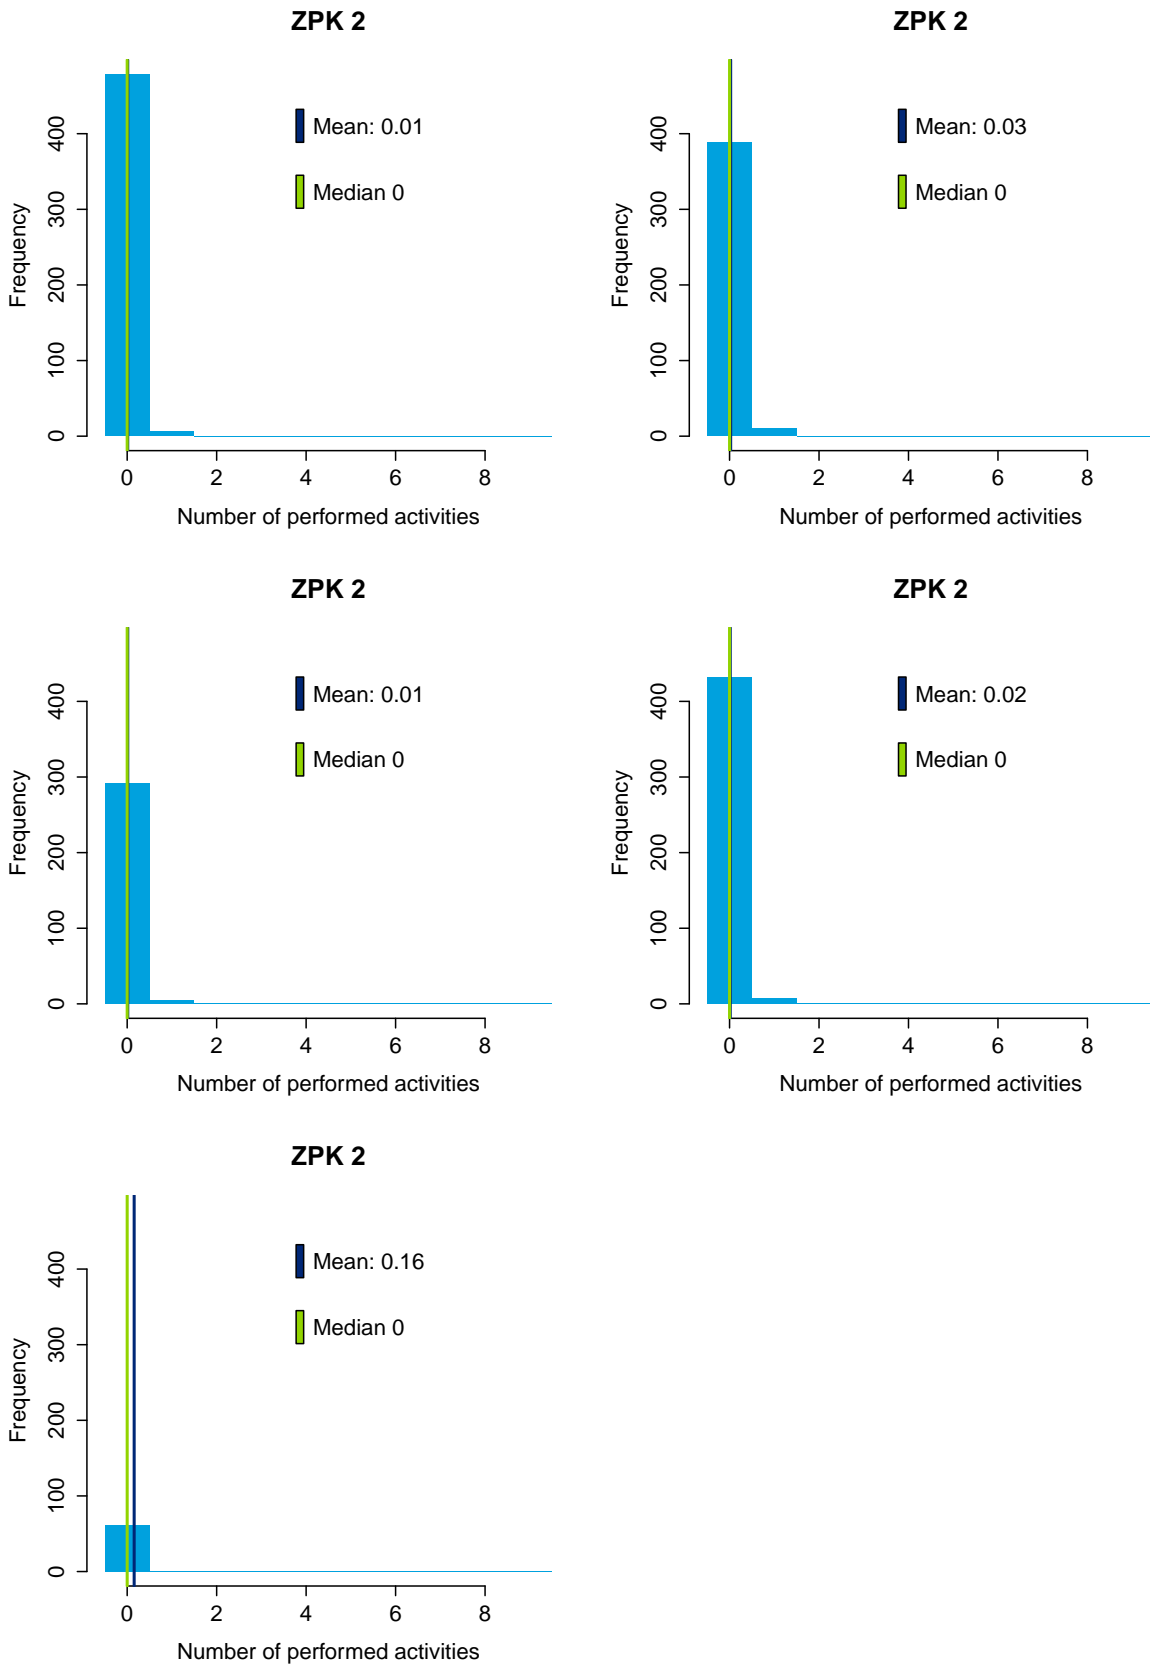 ZPK 2
Mean: 0.01
Median 0
Frequency
400
300
200
100
0
0 2 4 6 8
Number of performed activities
ZPK 2
Mean: 0.03
Median 0
Frequency
400
300
200
100
0
0 2 4 6 8
Number of performed activities
ZPK 2
Mean: 0.01
Median 0
Frequency
400
300
200
100
0
0 2 4 6 8
Number of performed activities
ZPK 2
Mean: 0.02
Median 0
Frequency
400
300
200
100
0
0 2 4 6 8
Number of performed activities
ZPK 2
Mean: 0.16
Median 0
Frequency
400
300
200
100
0
0 2 4 6 8
Number of performed activities